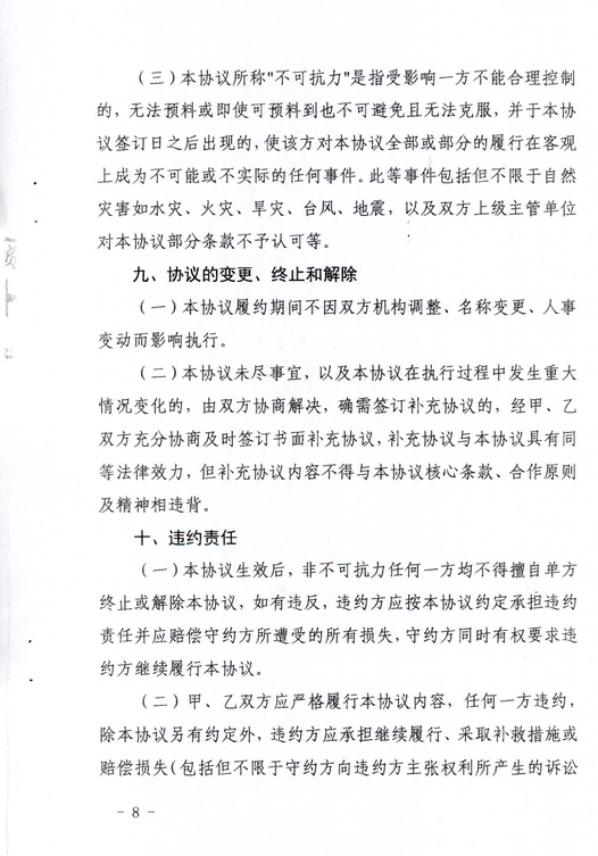 （三）本协议所称"不可抗力"是指受影响一方不能合理控制
的，无法预料或即使可预料到也不可避免且无法克服，并于本协
议签订日之后出现的，使该方对本协议全部或部分的履行在客观
上成为不可能或不实际的任何事件。此等事件包括但不限于自然
灾害如水灾、火灾、旱灾、台风、地震，以及双方上级主管单位
对本协议部分条款不予认可等。
九、协议的变更、终止和解除
（一）本协议履约期间不因双方机构调整、名称变更、人事
变动而影响执行。
（二）本协议未尽事宜，以及本协议在执行过程中发生重大
情况变化的，由双方协商解决，确需签订补充协议的，经甲、乙
双方充分协商及时签订书面补充协议，补充协议与本协议具有同
等法律效力，但补充协议内容不得与本协议核心条款、合作原则
及精神相违背。
十、违约责任
（一）本协议生效后，非不可抗力任何一方均不得擅自单方
终止或解除本协议，如有违反，违约方应按本协议约定承担违约
责任并应赔偿守约方所遭受的所有损失，守约方同时有权要求违
约方继续履行本协议。
（二）甲、乙双方应严格履行本协议内容，任何一方违约，
除本协议另有约定外，违约方应承担继续履行、采取补救措施或
赔偿损失(包括但不限于守约方向违约方主张权利所产生的诉讼
- 8 -